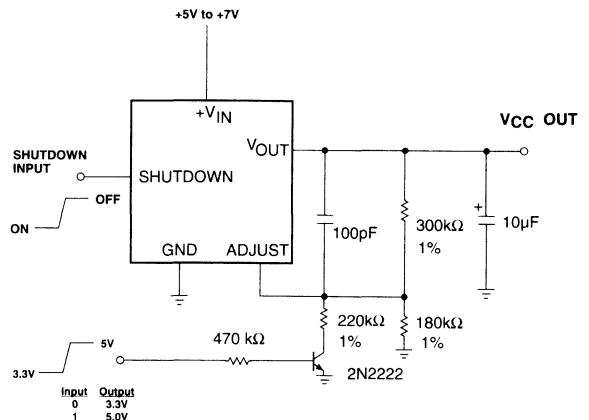 +5V to +7V
+VIN
VOUT
VCC OUT
SHUTDOWN
INPUT
SHUTDOWN
OFF
ON
+
10µF
100pF
300kΩ
1%
GND
ADJUST
220kΩ
1%
180kΩ
1%
470 kΩ
5V
3.3V
2N2222
Input Output
0 3.3V
1 5.0V